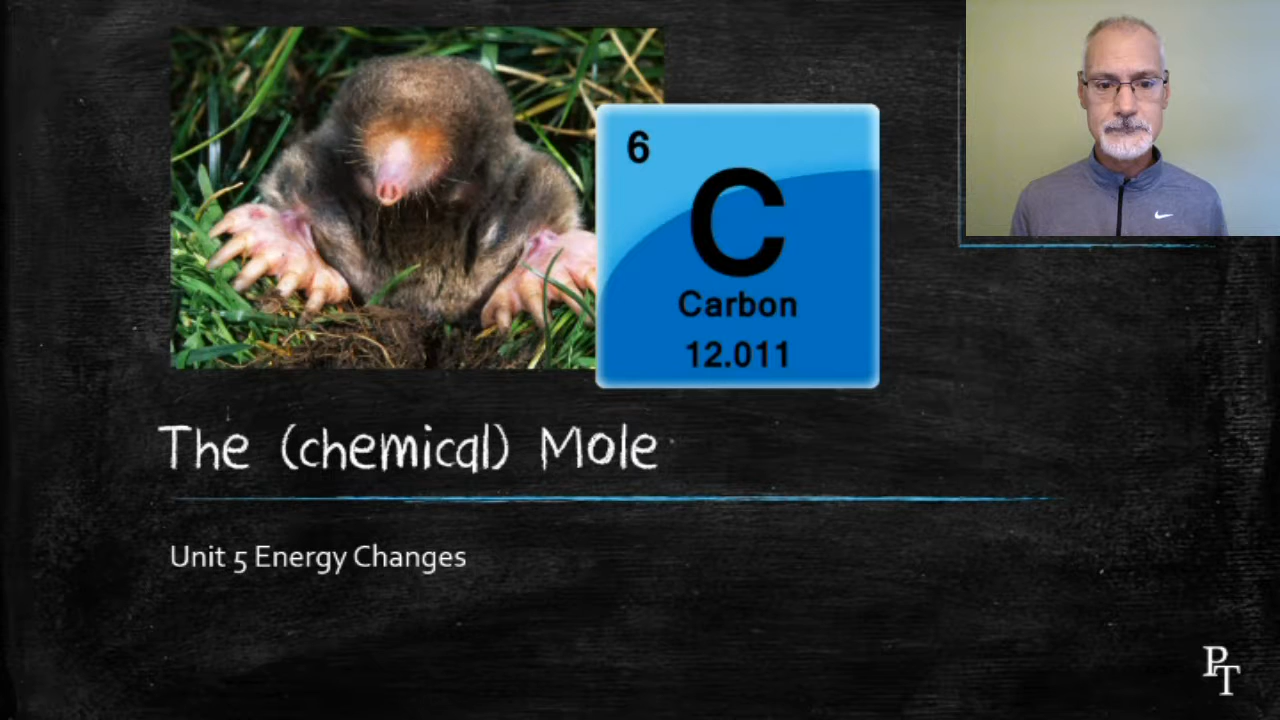 6
C
Carbon
12.011
The (chemical) Mole
Unit 5 Energy Changes
PT